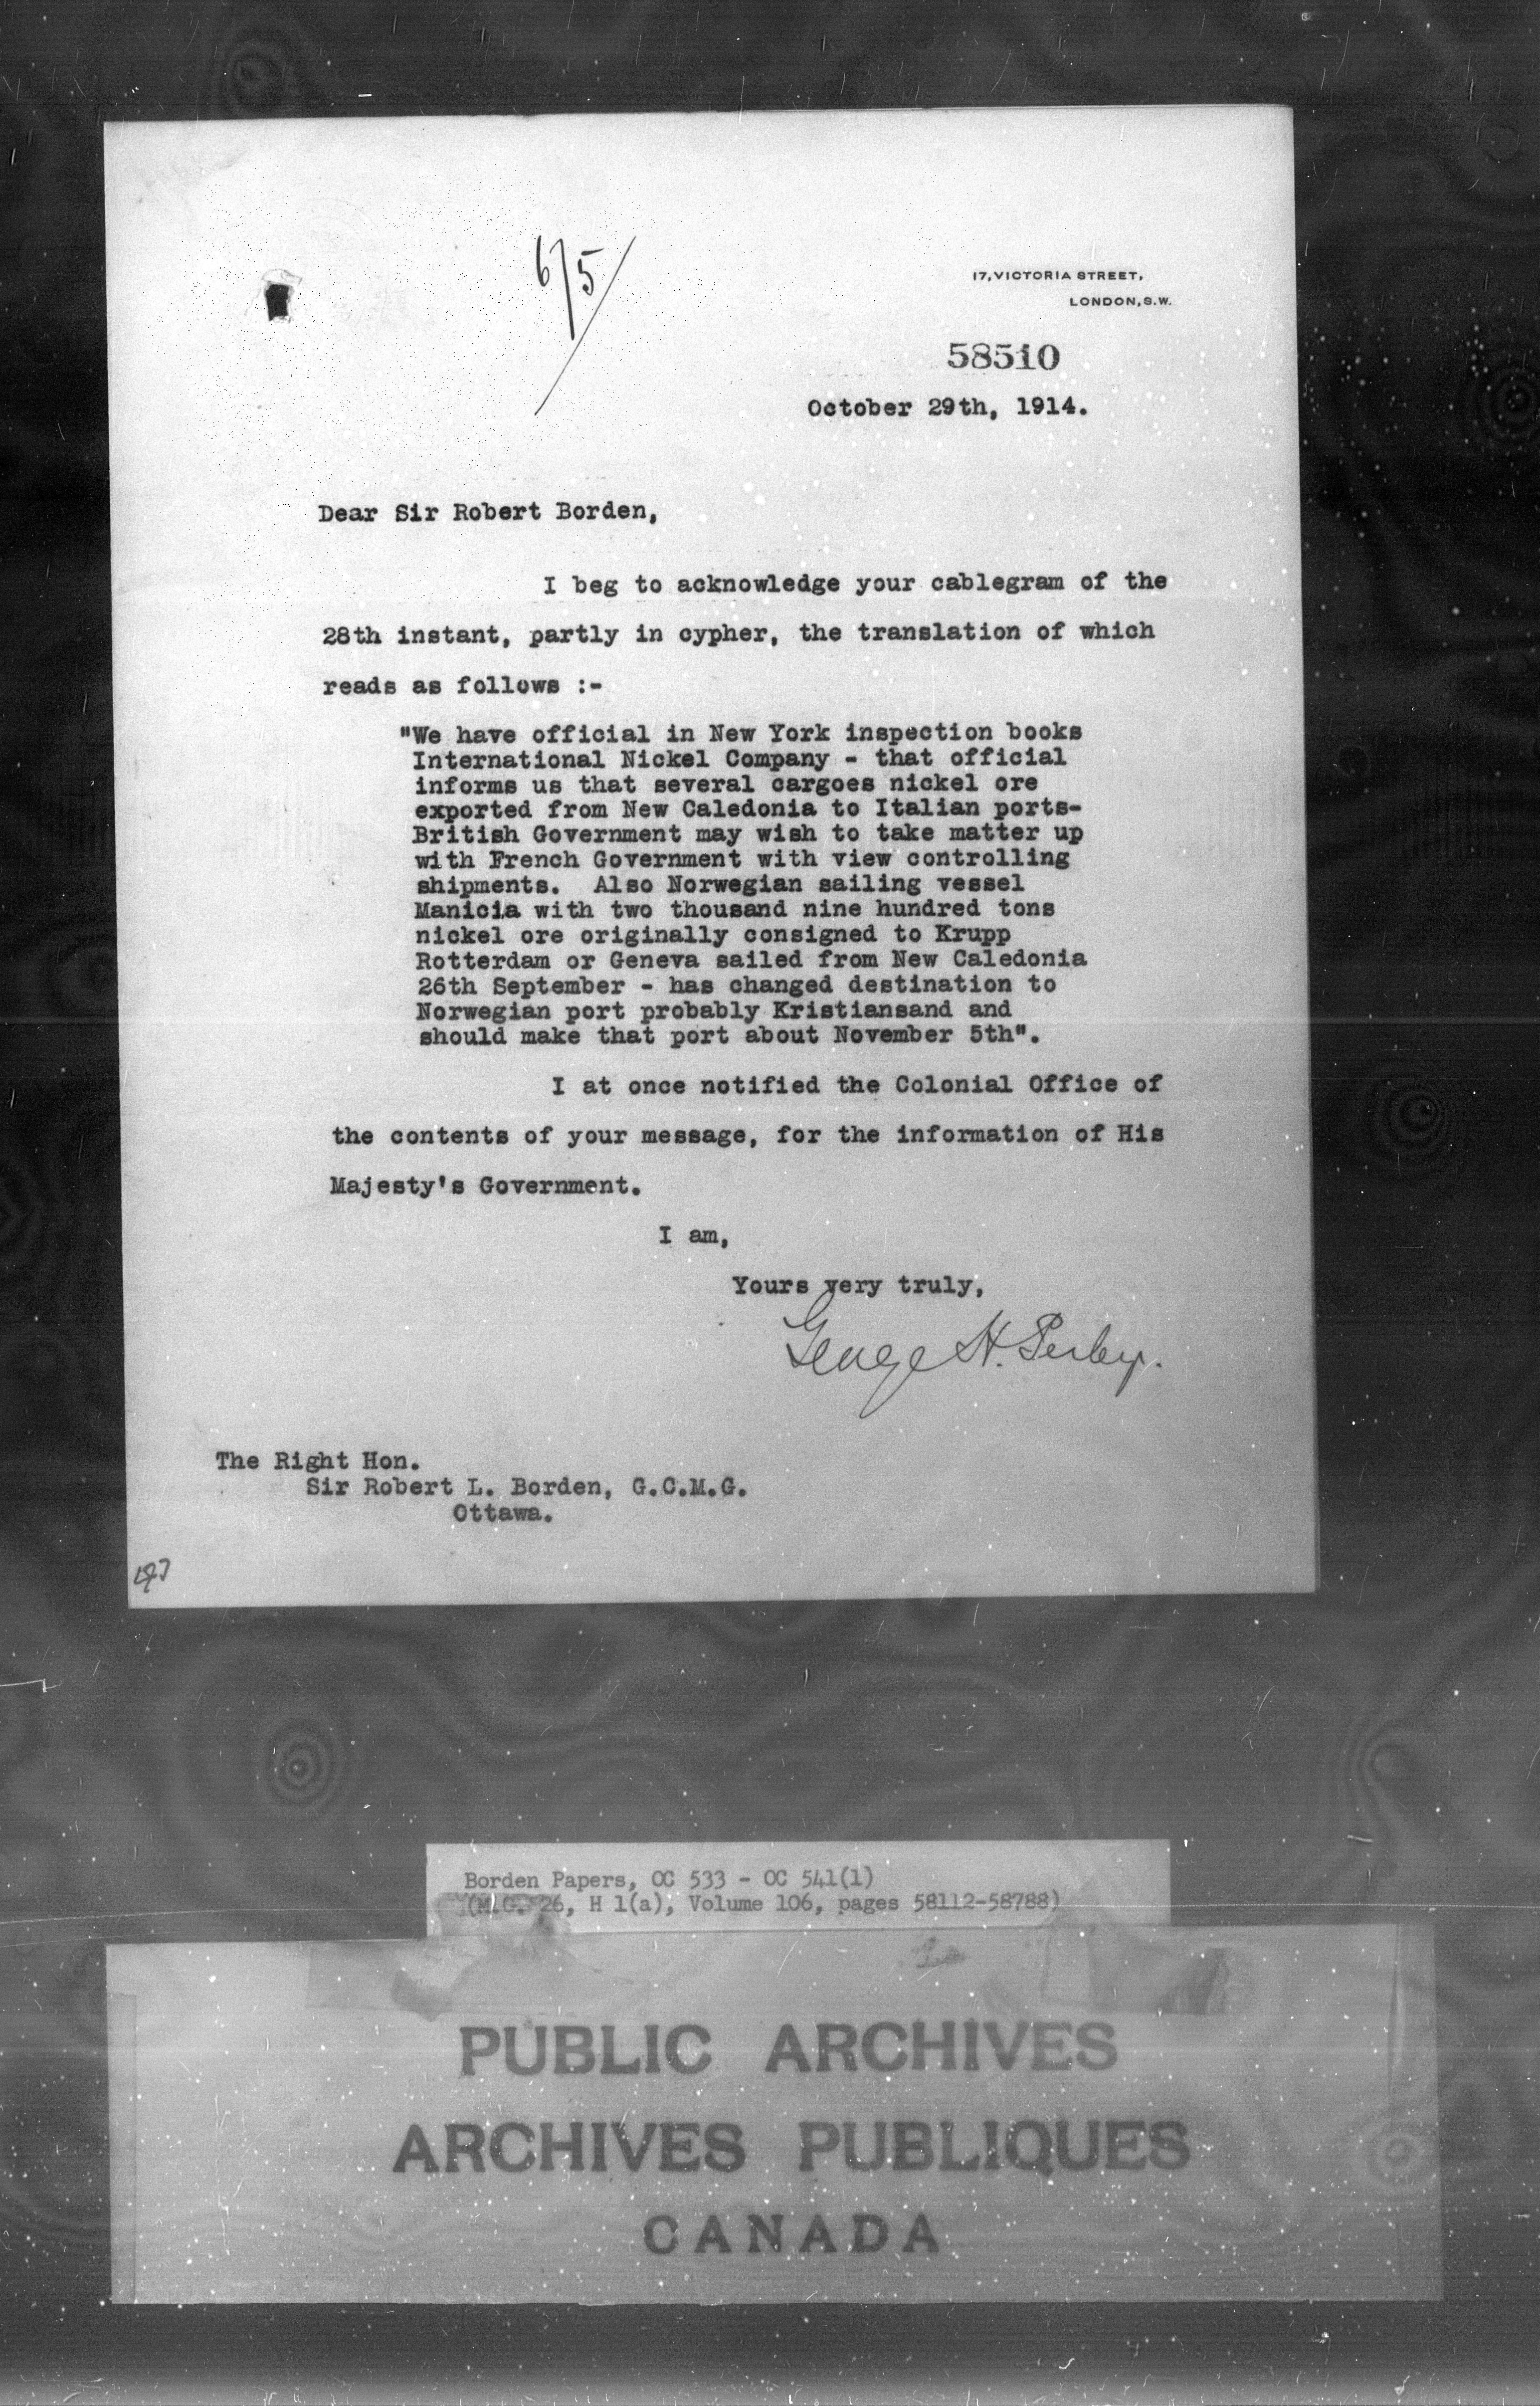 6/5
17, VICTORIA STREET,
LONDON, S.W.
58510
October 29th, 1914.
Dear Sir Robert Borden,
I beg to acknowledge your cablegram of the
28th instant, partly in cypher, the translation of which
reads as follows :-
"We have official in New York inspection books
International Nickel Company - that official
informs us that several cargoes nickel ore
exported from New Caledonia to Italian ports-
British Government may wish to take matter up
with French Government with view controlling
shipments. Also Norwegian sailing vessel
Manicia with two thousand nine hundred tons
nickel ore originally consigned to Krupp
Rotterdam or Geneva sailed from New Caledonia
26th September - has changed destination to
Norwegian port probably Kristiansand and
should make that port about November 5th".
I at once notified the Colonial Office of
the contents of your message, for the information of His
Majesty's Government.
I am,
Yours very truly,
George H. Perley.
The Right Hon.
Sir Robert L. Borden, G.C.M.G.
Ottawa.
Borden Papers, OC 533 - OC 541(1)
(M.G. 26, H 1(a), Volume 106, pages 58112-58788)
PUBLIC ARCHIVES
ARCHIVES PUBLIQUES
CANADA